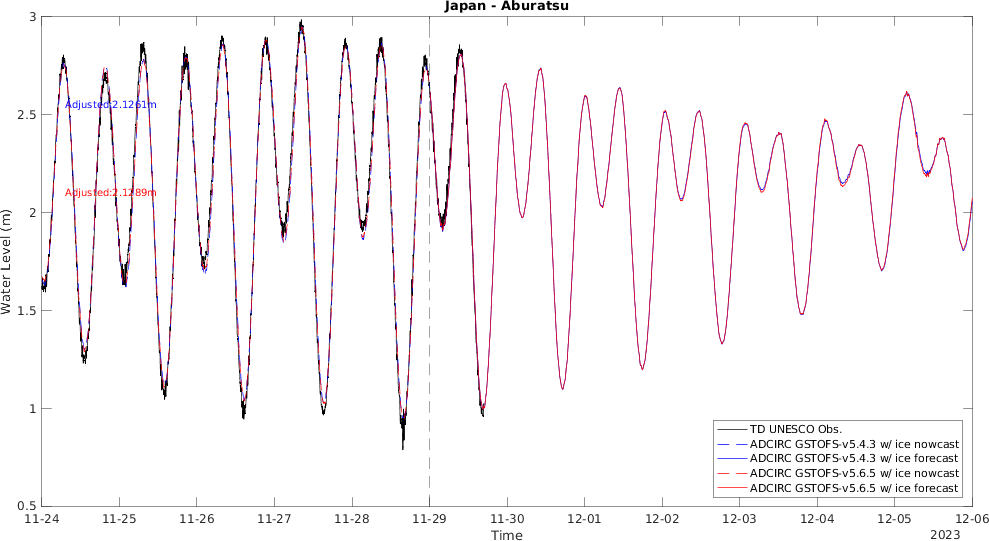 Japan - Aburatsu
3
2.5
2
1.5
1
0.5
Water Level (m)
Adjusted:2.1261m
Adjusted:2.1289m
TD UNESCO Obs.
ADCIRC GSTOFS-v5.4.3 w/ ice nowcast
ADCIRC GSTOFS-v5.4.3 w/ ice forecast
ADCIRC GSTOFS-v5.6.5 w/ ice nowcast
ADCIRC GSTOFS-v5.6.5 w/ ice forecast
11-24 11-25 11-26 11-27 11-28 11-29 11-30 12-01 12-02 12-03 12-04 12-05 12-06
Time
2023